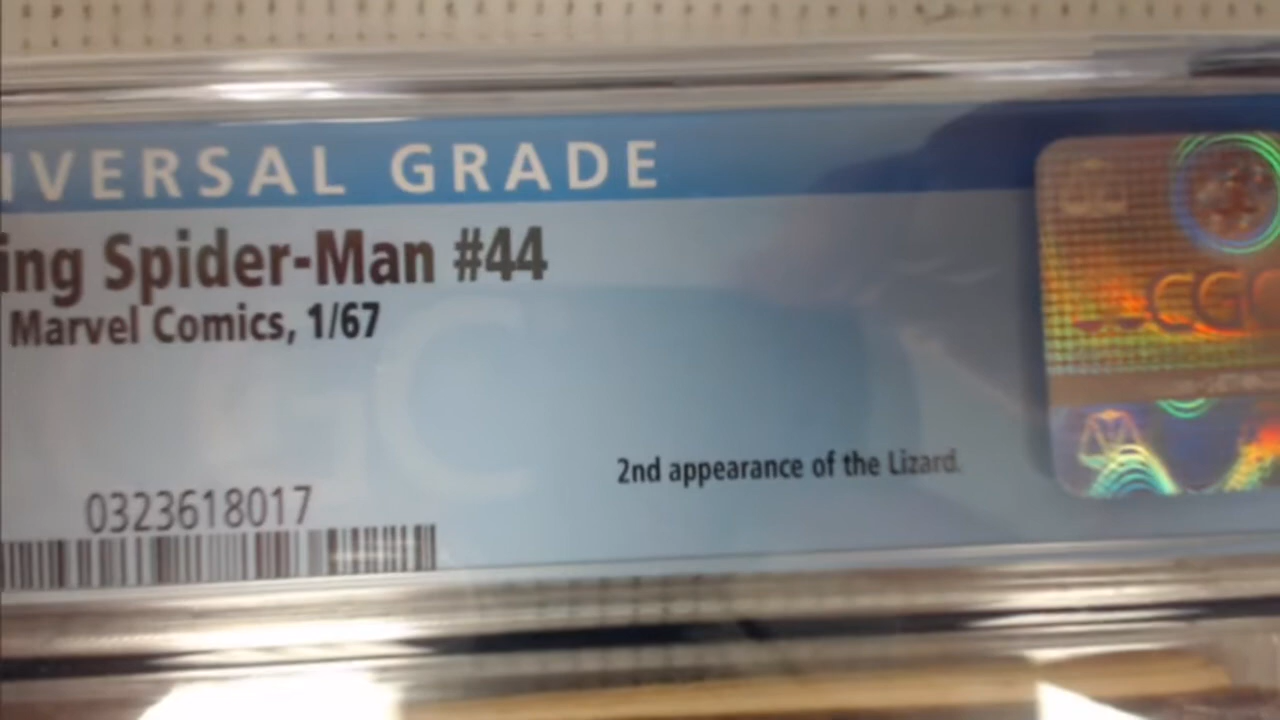 IVERSAL GRADE
ing Spider-Man #44
Marvel Comics, 1/67
2nd appearance of the Lizard.
0323618017
CGC